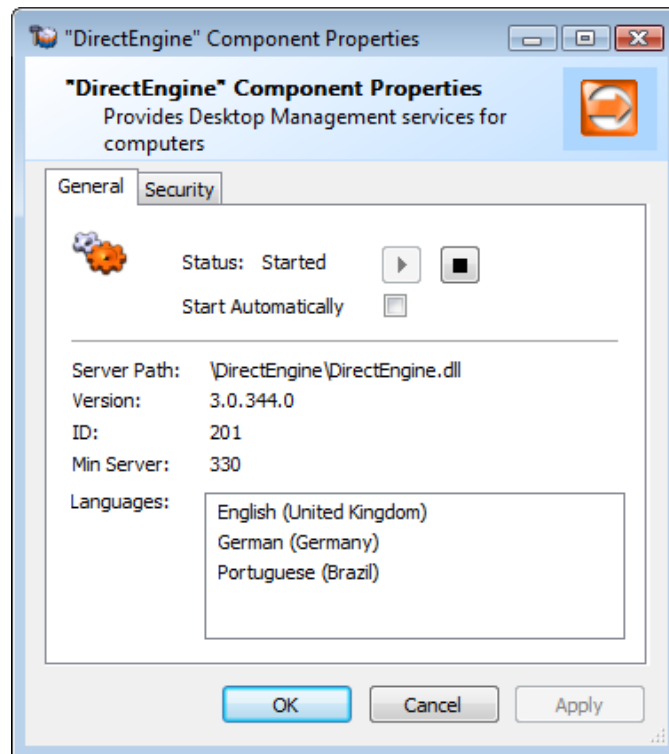 "DirectEngine" Component Properties
"DirectEngine" Component Properties
Provides Desktop Management services for
computers
General Security
Status: Started
Start Automatically
Server Path: \DirectEngine\DirectEngine.dll
Version: 3.0.344.0
ID: 201
Min Server: 330
Languages:
English (United Kingdom)
German (Germany)
Portuguese (Brazil)
OK Cancel Apply